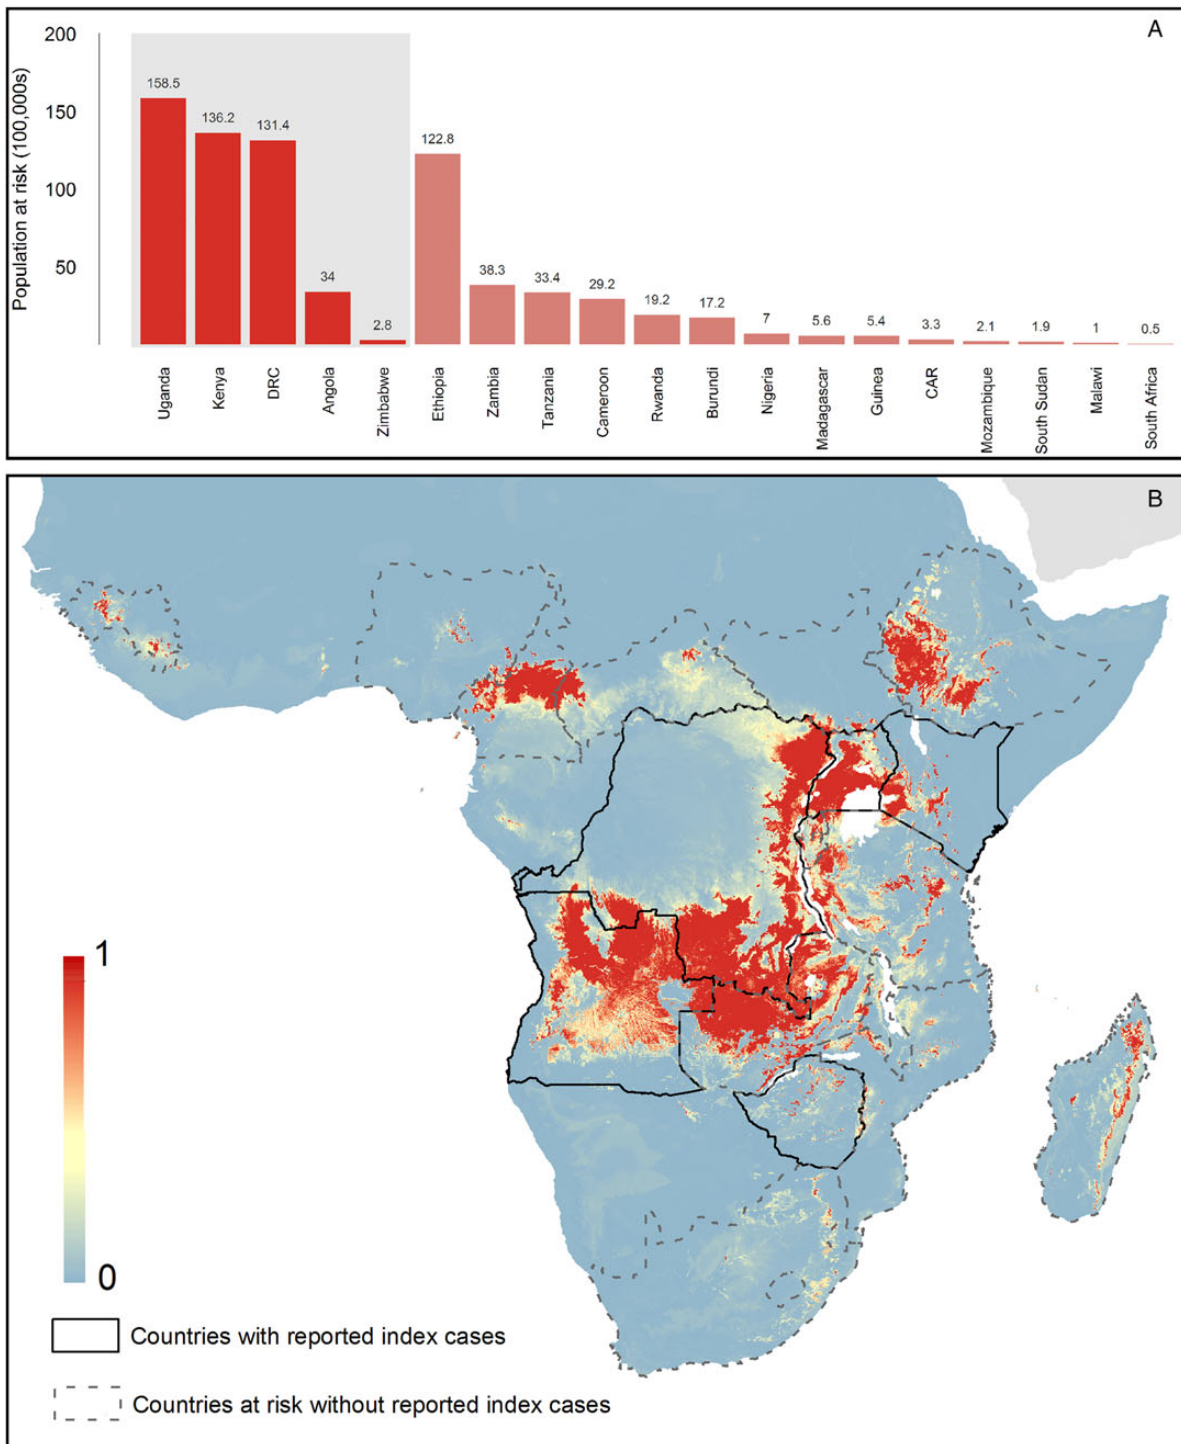 A
Population at risk (100,000s)
200
150
100
50
158.5
136.2
131.4
34
2.8
122.8
38.3
33.4
29.2
19.2
17.2
7
5.6
5.4
3.3
2.1
1.9
1
0.5
Uganda
Kenya
DRC
Angola
Zimbabwe
Ethiopia
Zambia
Tanzania
Cameroon
Rwanda
Burundi
Nigeria
Madagascar
Guinea
CAR
Mozambique
South Sudan
Malawi
South Africa
B
1
0
Countries with reported index cases
Countries at risk without reported index cases